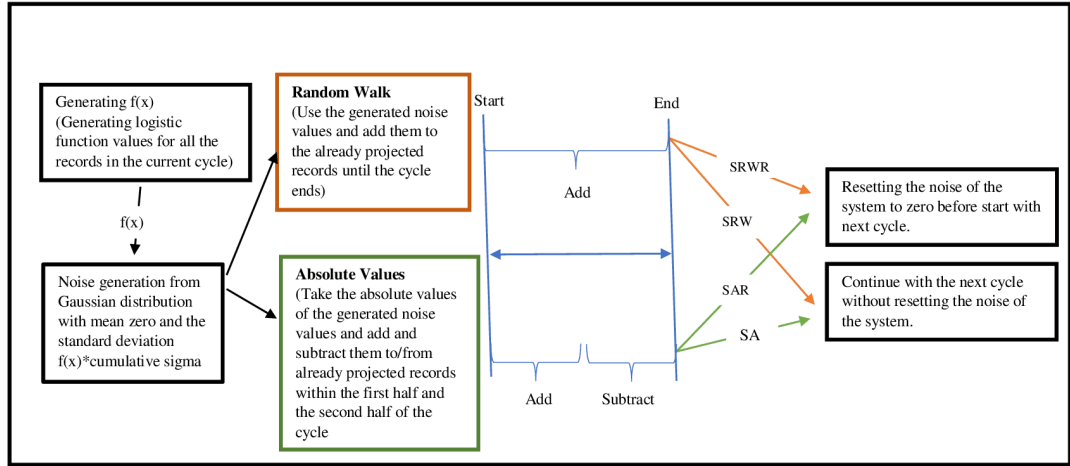 Generating f(x)
(Generating logistic
function values for all the
records in the current cycle)
f(x)
Noise generation from
Gaussian distribution
with mean zero and the
standard deviation
f(x)*cumulative sigma
Random Walk
(Use the generated noise
values and add them to
the already projected
records until the cycle
ends)
Absolute Values
(Take the absolute values
of the generated noise
values and add and
subtract them to/from
already projected records
within the first half and
the second half of the
cycle
Start
End
Add
Add
Subtract
SRWR
SRW
SAR
SA
Resetting the noise of the
system to zero before start with
next cycle.
Continue with the next cycle
without resetting the noise of
the system.